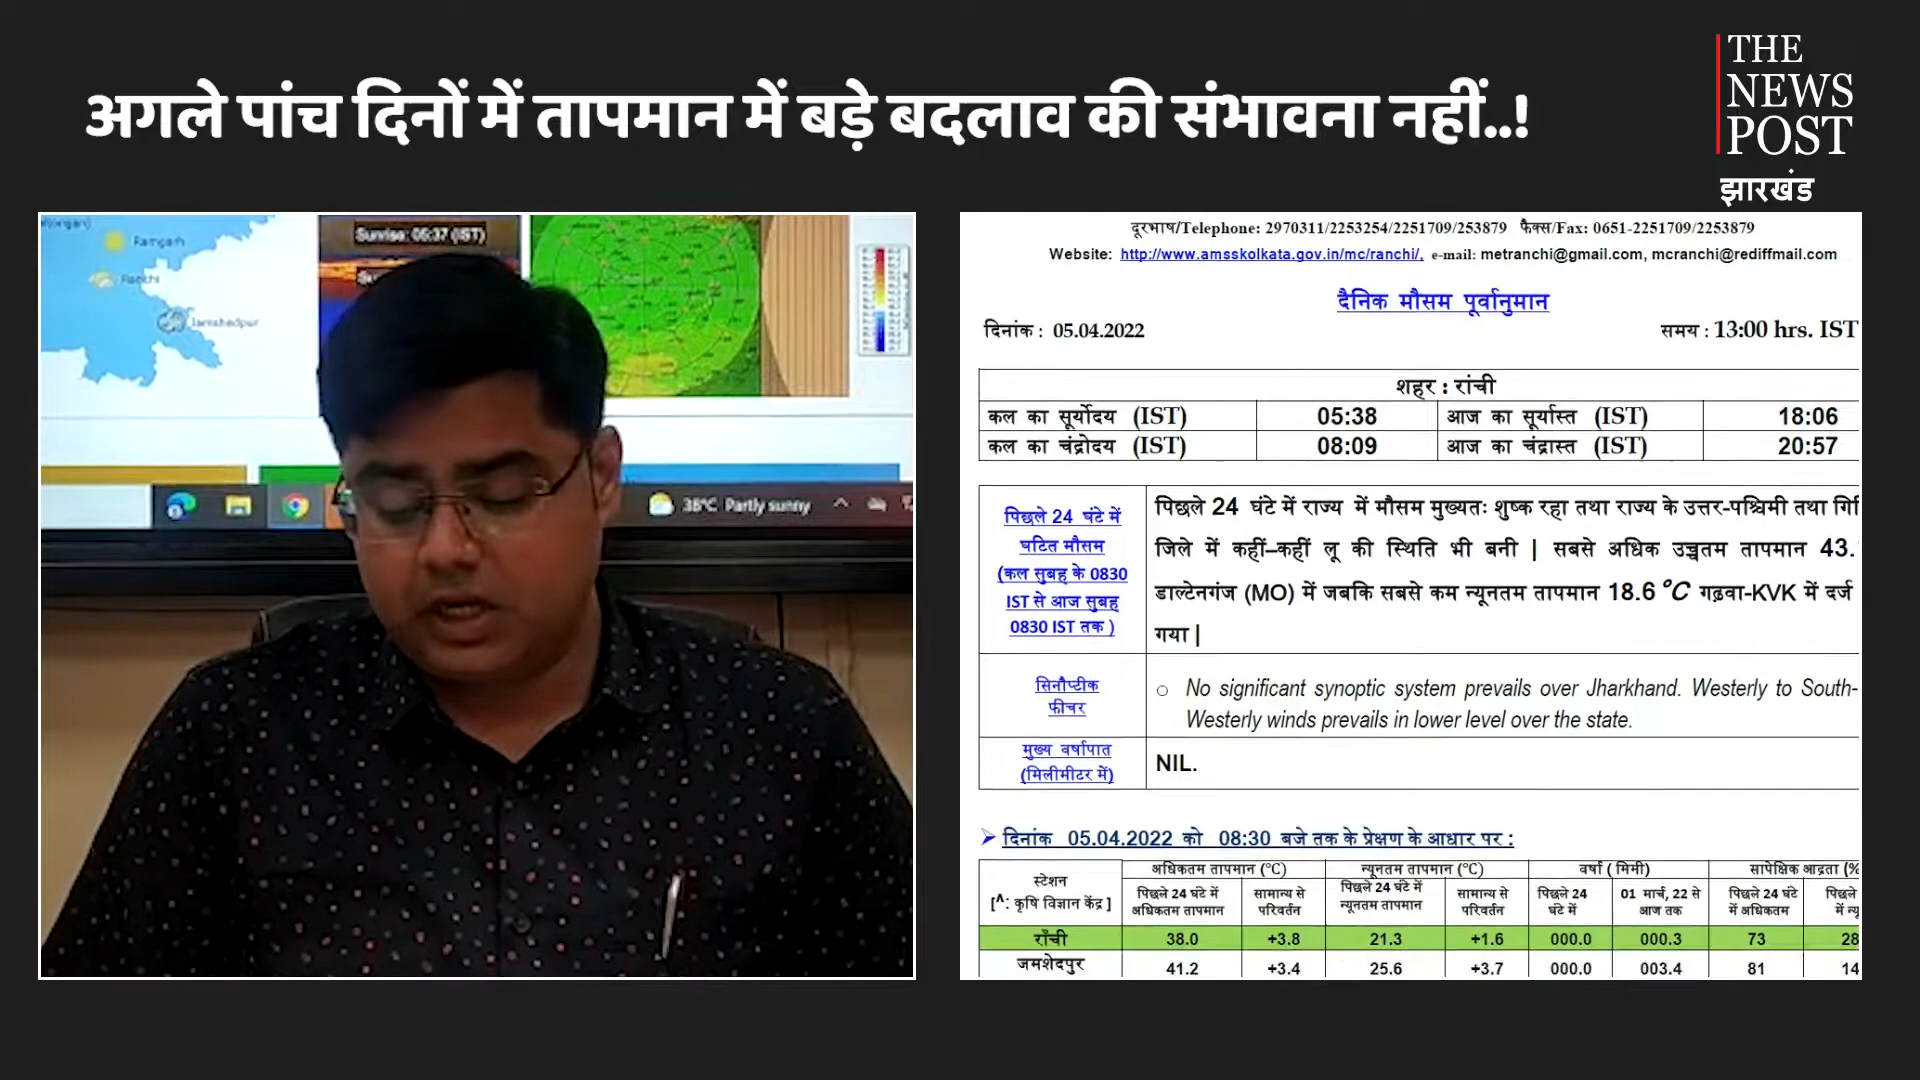 अगले पांच दिनों में तापमान में बड़े बदलाव की संभावना नहीं..!
THE
NEWS
POST
झारखंड
Ramgarh
Ranchi
Jamshedpur
Sunrise: 05:37 (IST)
38°C Partly sunny
दूरभाष/Telephone: 2970311/2253254/2251709/253879 फैक्स/Fax: 0651-2251709/2253879
Website: http://www.amsskolkata.gov.in/mc/ranchi/, e-mail: metranchi@gmail.com, mcranchi@rediffmail.com
दैनिक मौसम पूर्वानुमान
दिनांक : 05.04.2022 समय : 13:00 hrs. IST
शहर : रांची
कल का सूर्योदय (IST) 05:38 आज का सूर्यास्त (IST) 18:06
कल का चंद्रोदय (IST) 08:09 आज का चंद्रास्त (IST) 20:57
पिछले 24 घंटे में
घटित मौसम
(कल सुबह के 0830
IST से आज सुबह
0830 IST तक )
पिछले 24 घंटे में राज्य में मौसम मुख्यतः शुष्क रहा तथा राज्य के उत्तर-पश्चिमी तथा गि
जिले में कहीं–कहीं लू की स्थिति भी बनी | सबसे अधिक उच्चतम तापमान 43.
डाल्टेनगंज (MO) में जबकि सबसे कम न्यूनतम तापमान 18.6 °C गढ़वा-KVK में दर्ज
गया |
सिनौप्टीक
फीचर
○ No significant synoptic system prevails over Jharkhand. Westerly to South-
Westerly winds prevails in lower level over the state.
मुख्य वर्षापात
(मिलीमीटर में)
NIL.
➢ दिनांक 05.04.2022 को 08:30 बजे तक के प्रेक्षण के आधार पर :
स्टेशन
[^: कृषि विज्ञान केंद्र ]
अधिकतम तापमान (°C) न्यूनतम तापमान (°C) वर्षा ( मिमी) सापेक्षिक आद्रता (%
पिछले 24 घंटे में
अधिकतम तापमान
सामान्य से
परिवर्तन
पिछले 24 घंटे में
न्यूनतम तापमान
सामान्य से
परिवर्तन
पिछले 24
घंटे में
01 मार्च, 22 से
आज तक
पिछले 24 घंटे
में अधिकतम
पिछले
में न्यू
राँची 38.0 +3.8 21.3 +1.6 000.0 000.3 73 28
जमशेदपुर 41.2 +3.4 25.6 +3.7 000.0 003.4 81 14